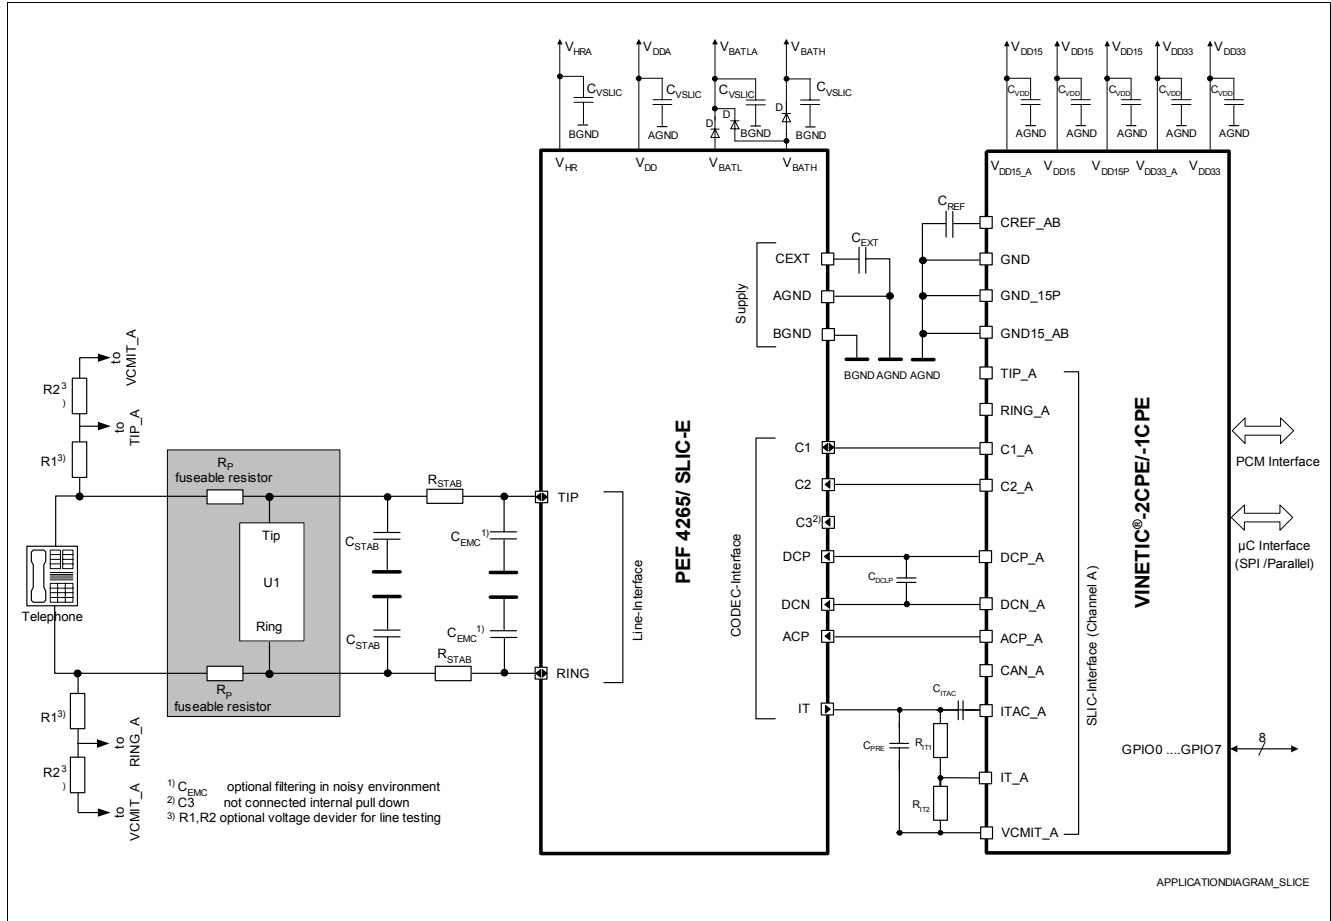 VHRA
VDDA
VBATLA
VBATH
VDD15
VDD15
VDD15
VDD33
VDD33
CVSLIC
CVSLIC
CVSLIC
CVSLIC
CVDD
CVDD
CVDD
CVDD
CVDD
D
D
D
BGND
AGND
BGND
BGND
AGND
AGND
AGND
AGND
AGND
VHR
VDD
VBATL
VBATH
VDD15_A
VDD15
VDD15P
VDD33_A
VDD33
CREF
CREF_AB
CEXT
CEXT
GND
Supply
AGND
GND_15P
BGND
GND15_AB
BGND
AGND
AGND
to
VCMIT_A
R23
)
to
TIP_A
R13)
TIP_A
RING_A
RP
fuseable resistor
RSTAB
TIP
Tip
U1
Ring
CSTAB
CEMC1)
CSTAB
CEMC1)
RSTAB
RING
RP
fuseable resistor
Telephone
Line-Interface
PEF 4265/ SLIC-E
CODEC-Interface
C1
C2
C32)
DCP
DCN
ACP
IT
CDCLP
C1_A
C2_A
DCP_A
DCN_A
ACP_A
CAN_A
CITAC
ITAC_A
CPRE
RIT1
IT_A
RIT2
VCMIT_A
SLIC-Interface (Channel A)
VINETIC®-2CPE/-1CPE
PCM Interface
µC Interface
(SPI /Parallel)
GPIO0 ....GPIO7
8
R13)
to
RING_A
R23
)
to
VCMIT_A
1) CEMC optional filtering in noisy environment
2) C3 not connected internal pull down
3) R1,R2 optional voltage devider for line testing
APPLICATIONDIAGRAM_SLICE